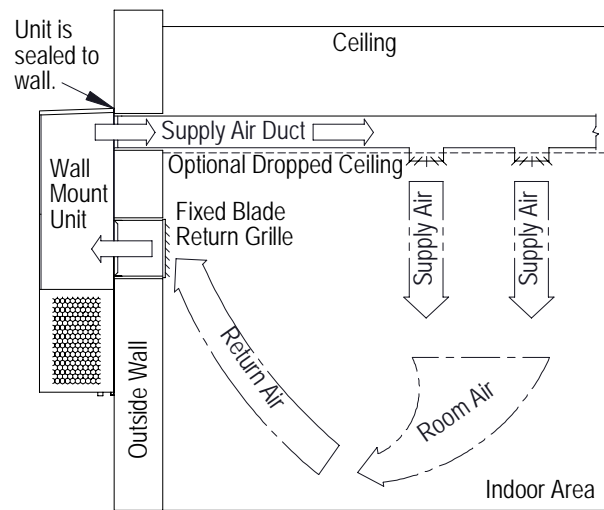 Unit is
sealed to
wall.
Ceiling
Supply Air Duct
Optional Dropped Ceiling
Wall
Mount
Unit
Fixed Blade
Return Grille
Supply Air
Supply Air
Return Air
Room Air
Outside Wall
Indoor Area